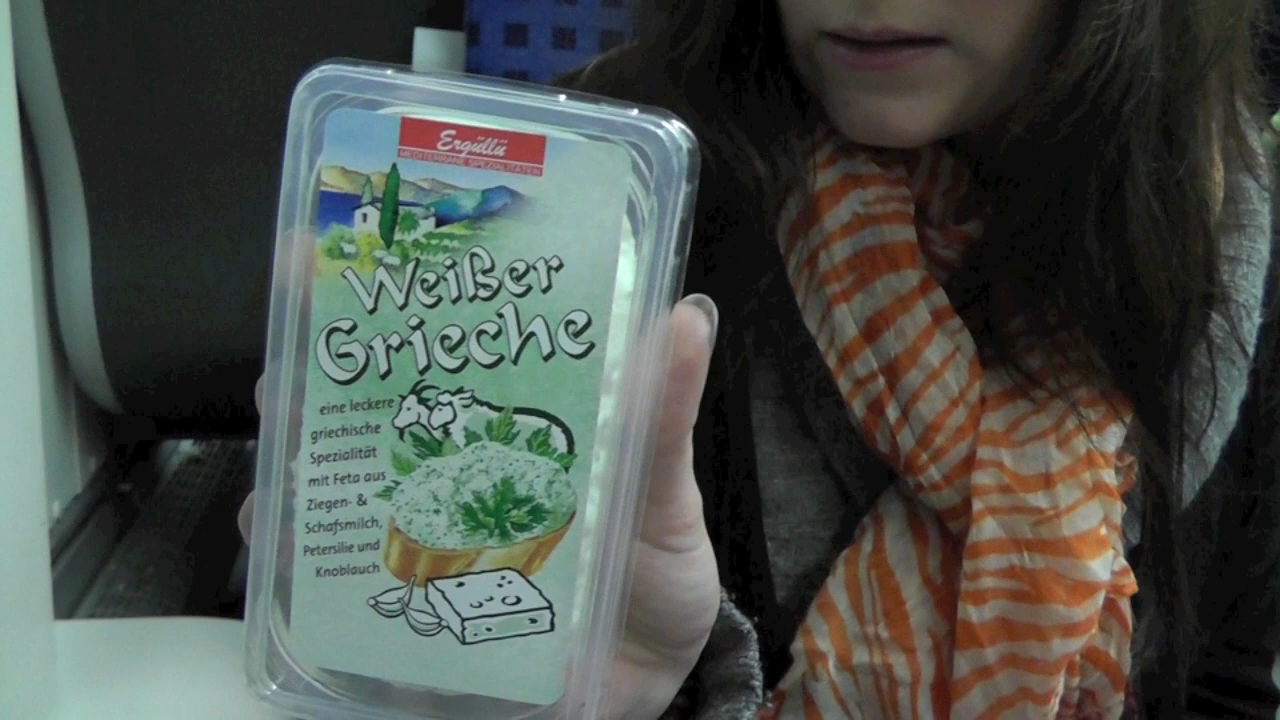 Ergüllü
MEDITERRANE SPEZIALITÄTEN
Weißer
Grieche
eine leckere
griechische
Spezialität
mit Feta aus
Ziegen- &
Schafsmilch,
Petersilie und
Knoblauch